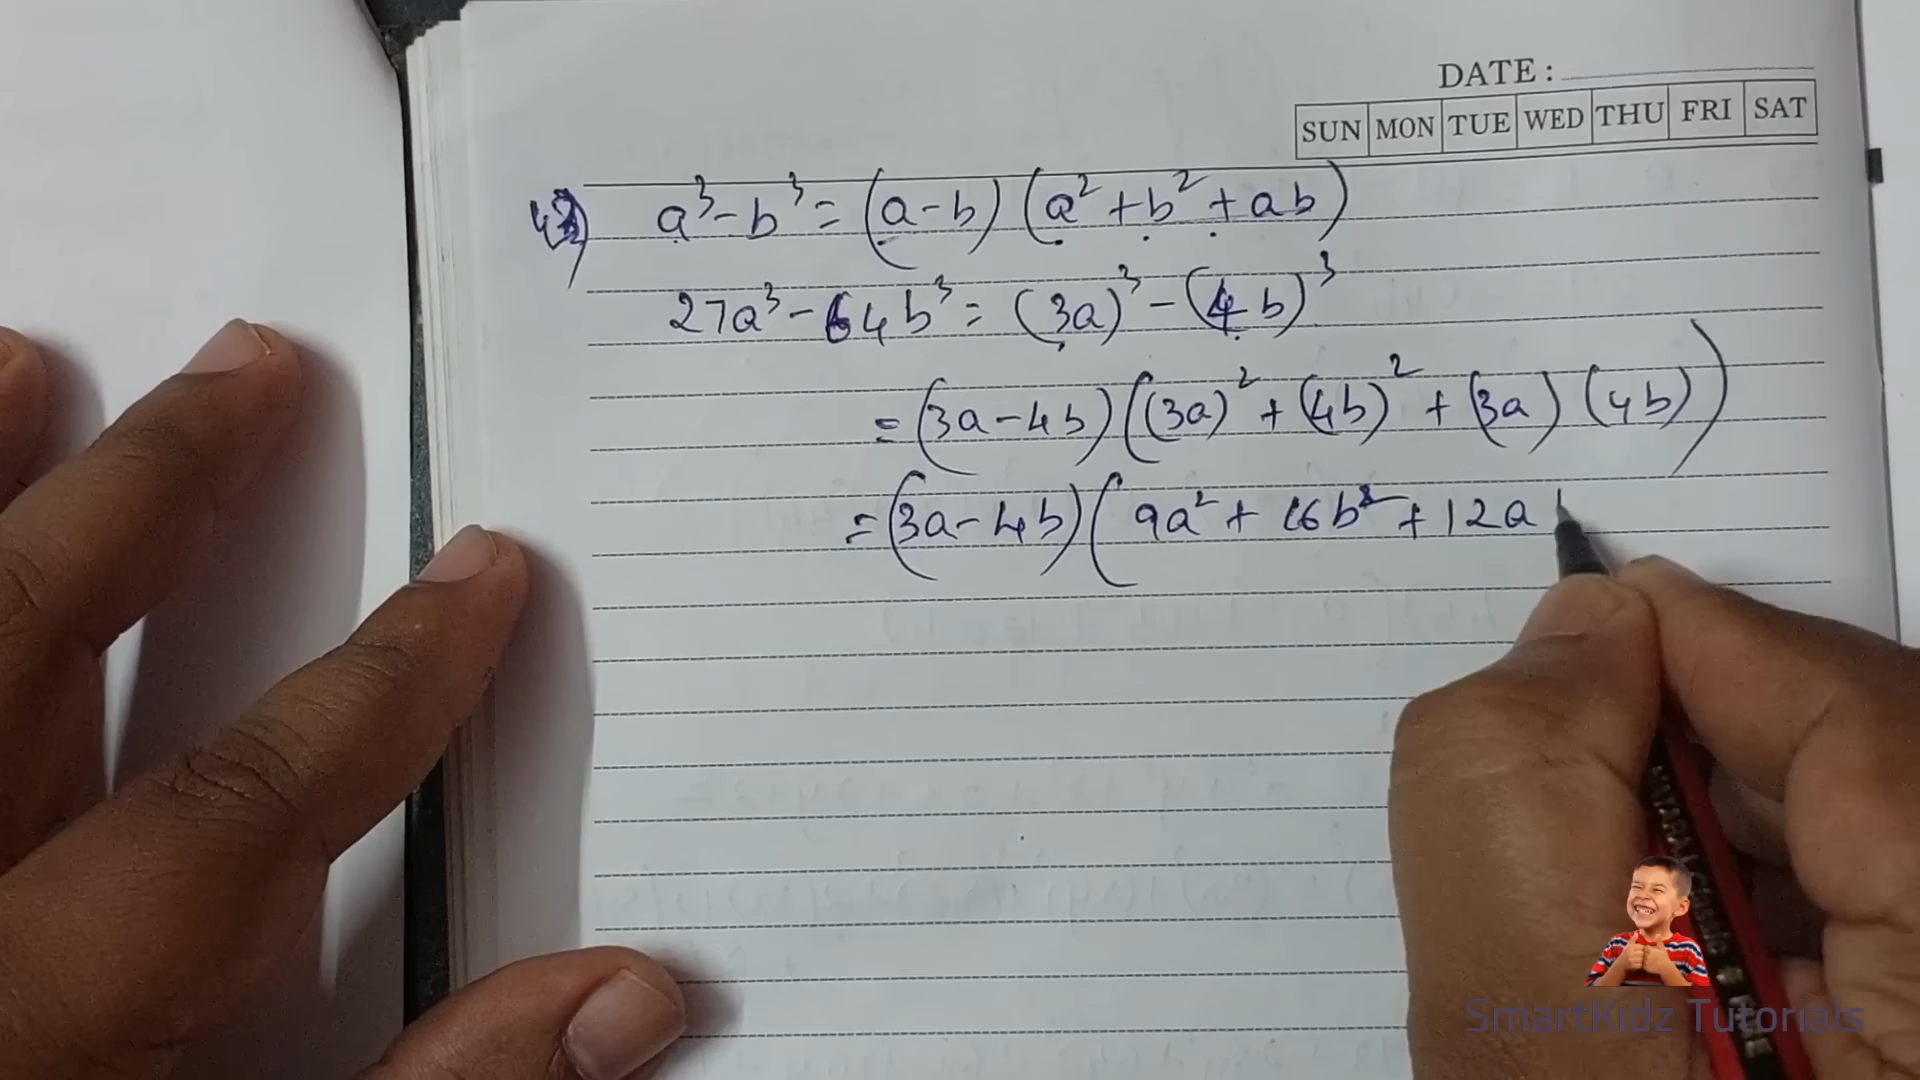 DATE :
SUN MON TUE WED THU FRI SAT
a³ - b³ = (a - b) (a² + b² + ab)
27a³ - 64b³ = (3a)³ - (4b)³
= (3a - 4b) ((3a)² + (4b)² + (3a) (4b))
= (3a - 4b) (9a² + 16b² + 12a
SmartKidz Tutorials